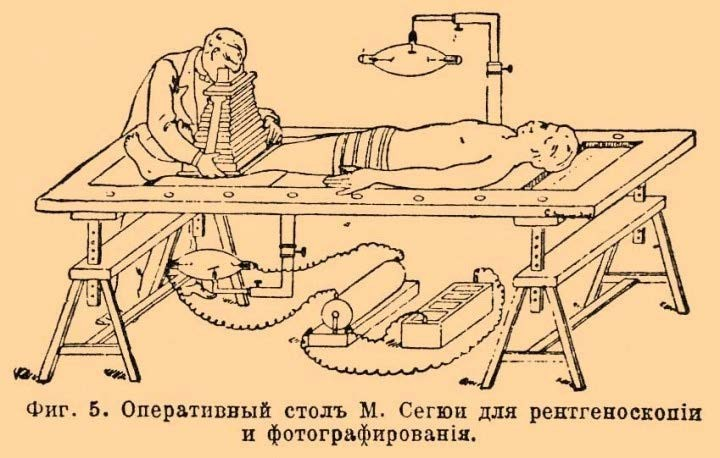 Фиг. 5. Оперативный столъ М. Сегюи для рентгеноскопіи
и фотографированія.